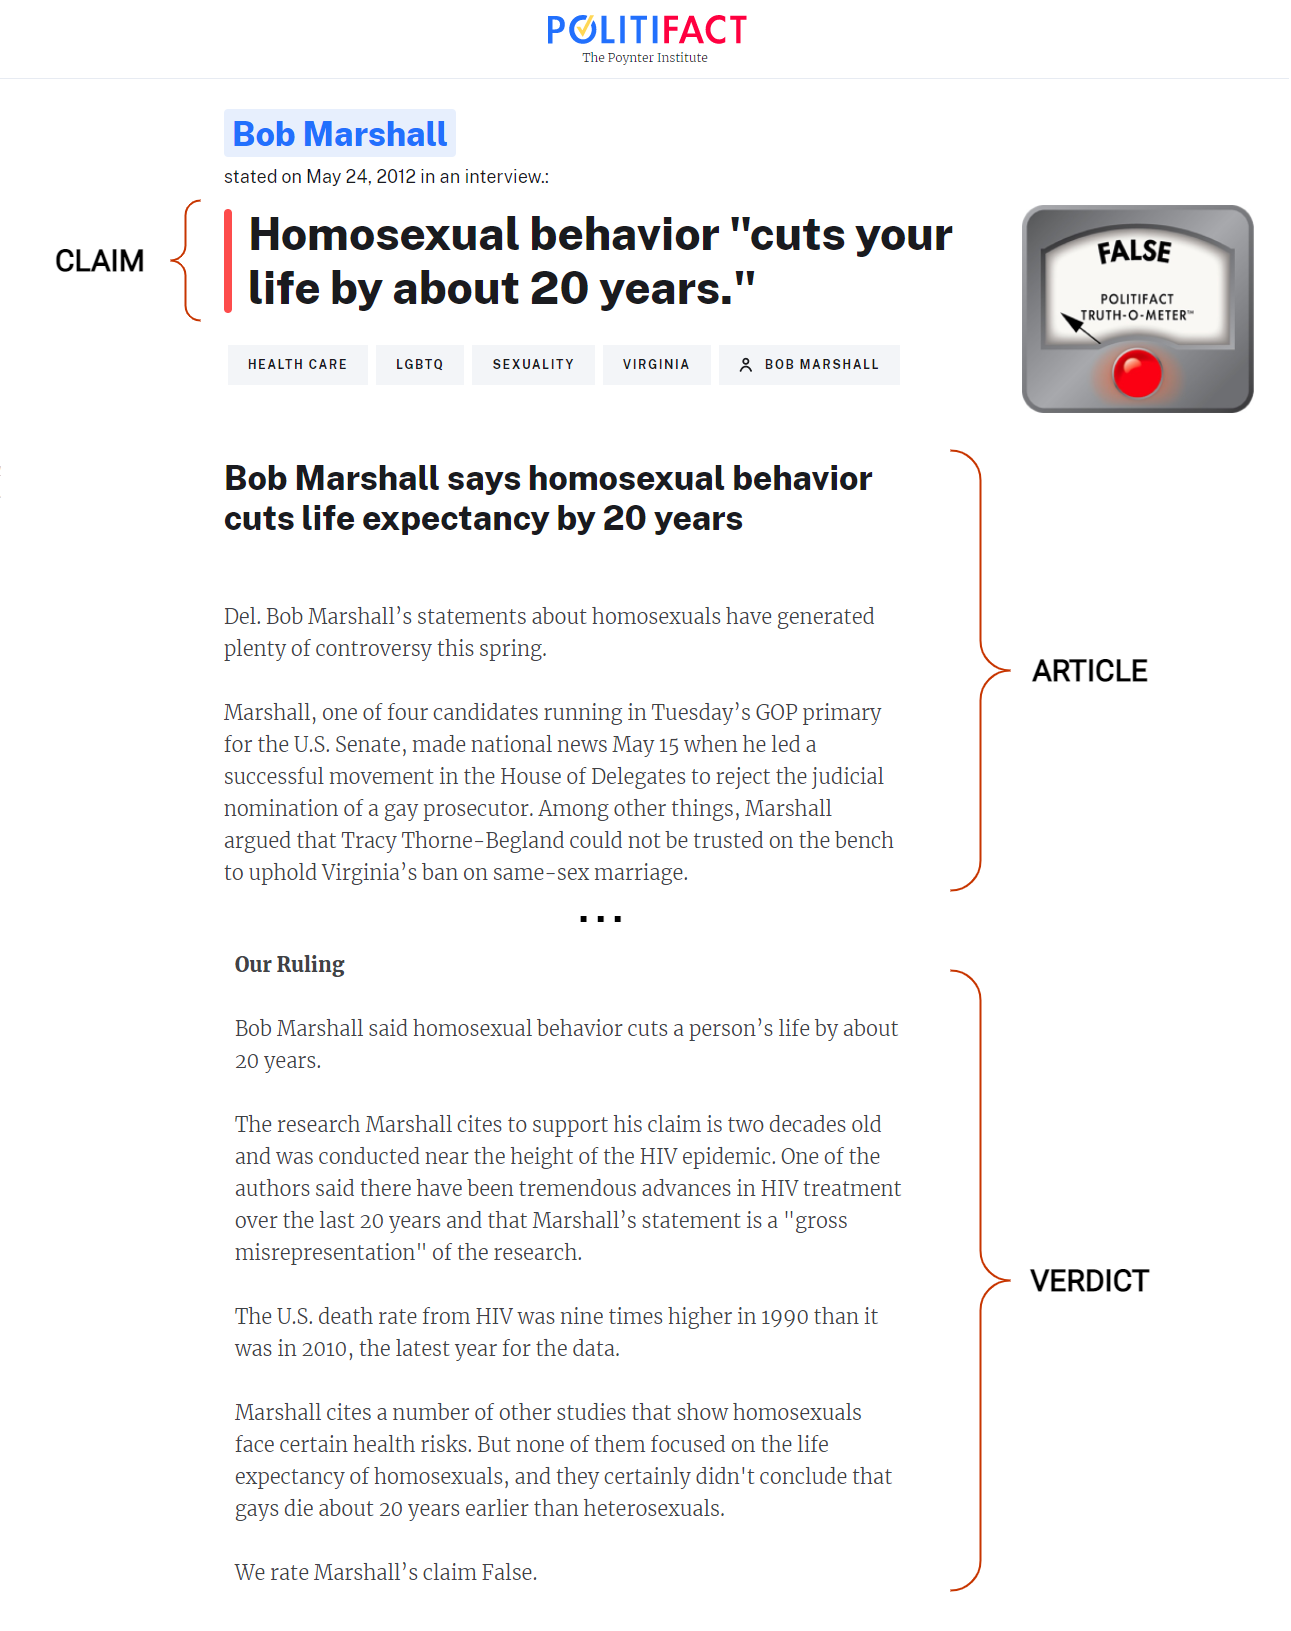 POLITIFACT
The Poynter Institute
Bob Marshall
stated on May 24, 2012 in an interview.:
CLAIM
Homosexual behavior "cuts your
life by about 20 years."
FALSE
POLITIFACT
TRUTH-O-METER™
HEALTH CARE LGBTQ SEXUALITY VIRGINIA BOB MARSHALL
Bob Marshall says homosexual behavior
cuts life expectancy by 20 years
Del. Bob Marshall’s statements about homosexuals have generated
plenty of controversy this spring.
Marshall, one of four candidates running in Tuesday’s GOP primary
for the U.S. Senate, made national news May 15 when he led a
successful movement in the House of Delegates to reject the judicial
nomination of a gay prosecutor. Among other things, Marshall
argued that Tracy Thorne-Begland could not be trusted on the bench
to uphold Virginia’s ban on same-sex marriage.
ARTICLE
...
Our Ruling
Bob Marshall said homosexual behavior cuts a person’s life by about
20 years.
The research Marshall cites to support his claim is two decades old
and was conducted near the height of the HIV epidemic. One of the
authors said there have been tremendous advances in HIV treatment
over the last 20 years and that Marshall’s statement is a "gross
misrepresentation" of the research.
The U.S. death rate from HIV was nine times higher in 1990 than it
was in 2010, the latest year for the data.
Marshall cites a number of other studies that show homosexuals
face certain health risks. But none of them focused on the life
expectancy of homosexuals, and they certainly didn't conclude that
gays die about 20 years earlier than heterosexuals.
We rate Marshall’s claim False.
VERDICT